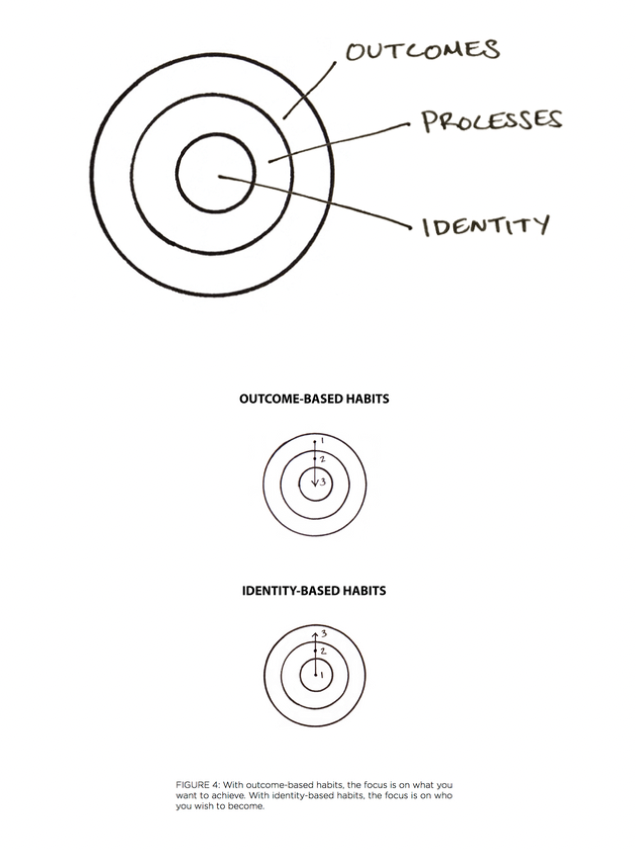 OUTCOMES
PROCESSES
IDENTITY
OUTCOME-BASED HABITS
1
2
3
IDENTITY-BASED HABITS
3
2
1
FIGURE 4: With outcome-based habits, the focus is on what you
want to achieve. With identity-based habits, the focus is on who
you wish to become.